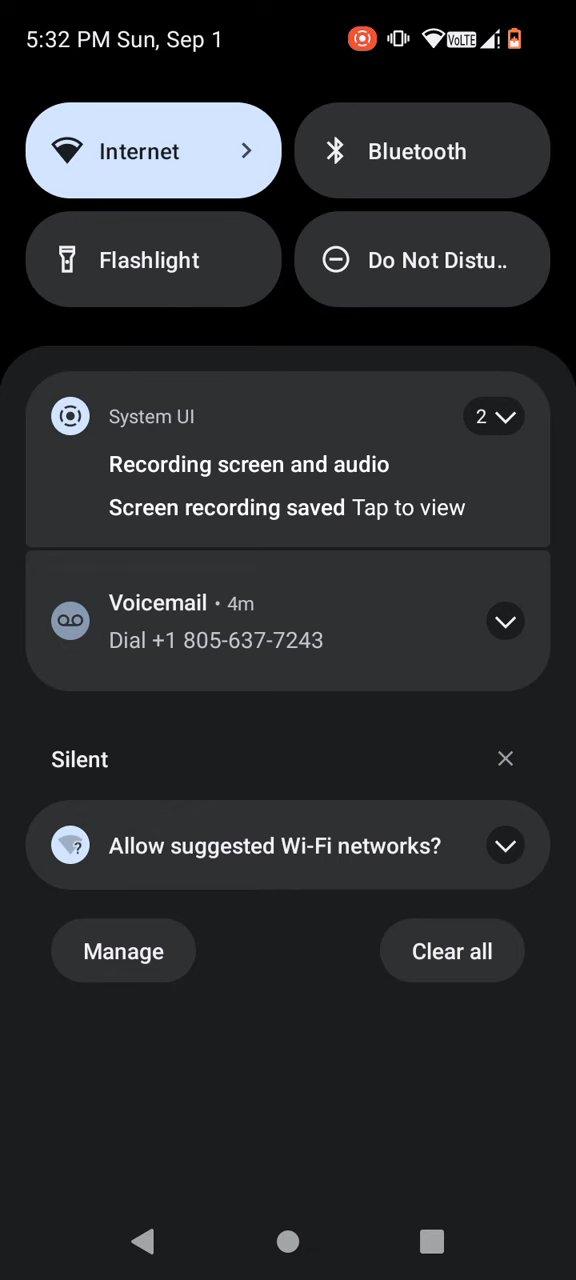 5:32 PM Sun, Sep 1 VoLTE
Internet
Bluetooth
Flashlight
Do Not Distu..
System UI
2
Recording screen and audio
Screen recording saved Tap to view
Voicemail • 4m
Dial +1 805-637-7243
Silent
Allow suggested Wi-Fi networks?
Manage
Clear all